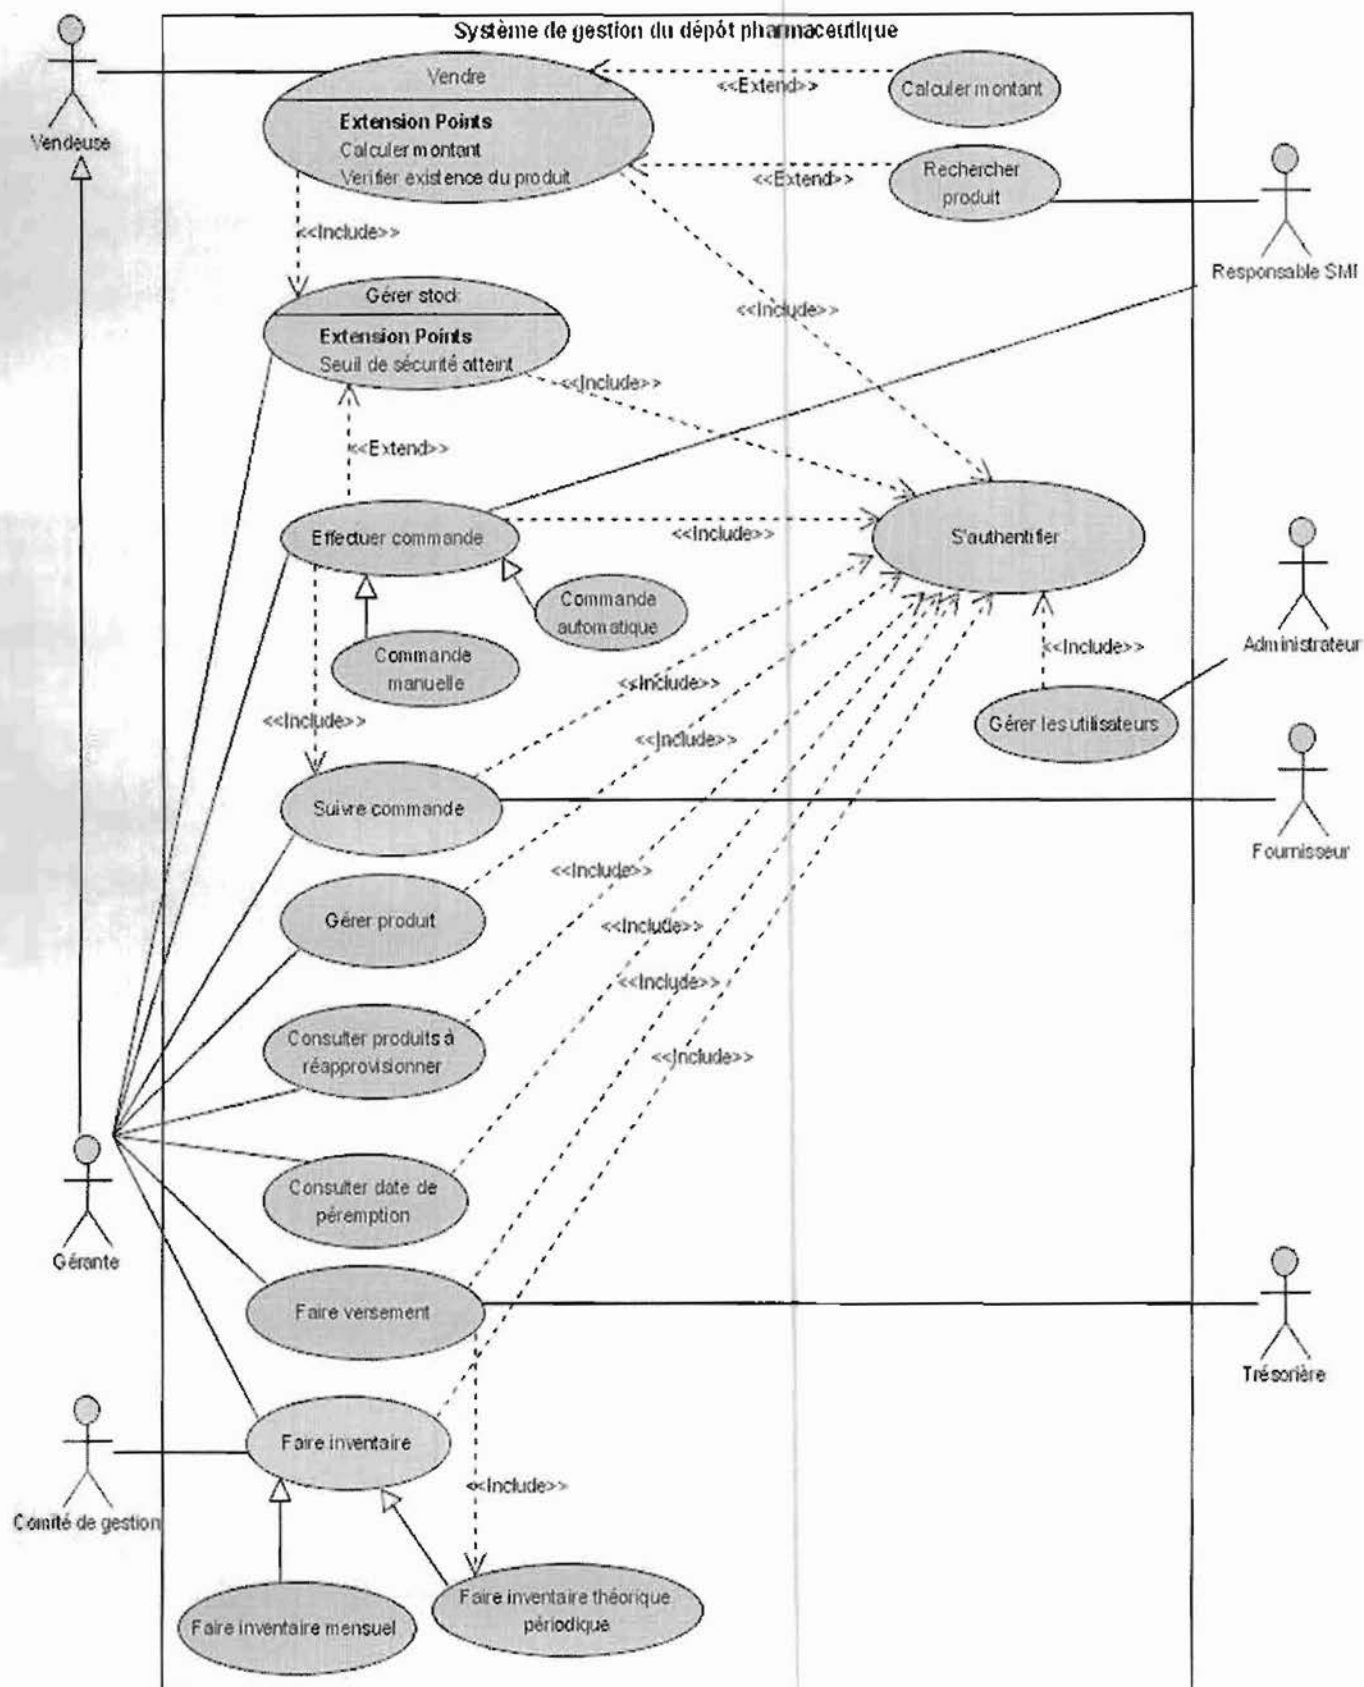 Système de gestion du dépôt pharmaceutique
Vendre
Extension Points
Calculer montant
Verifier existence du produit
<<Extend>>
Calculer montant
Vendeuse
<<Extend>>
Rechercher
produit
<<Include>>
Responsable SMI
Gérer stock
Extension Points
Seuil de sécurité atteint
<<Include>>
<<Include>>
<<Extend>>
Effectuer commande
<<Include>>
S'authentifier
Commande
automatique
Commande
manuelle
<<Include>>
Administrateur
<<Include>>
<<Include>>
Gérer les utilisateurs
<<Include>>
Suivre commande
Fournisseur
<<Include>>
Gérer produit
<<Include>>
<<Include>>
Consulter produits à
réapprovisionner
<<Include>>
Consulter date de
péremption
Gérante
Faire versement
Trésorière
Faire inventaire
<<Include>>
Comité de gestion
Faire inventaire mensuel
Faire inventaire théorique
périodique